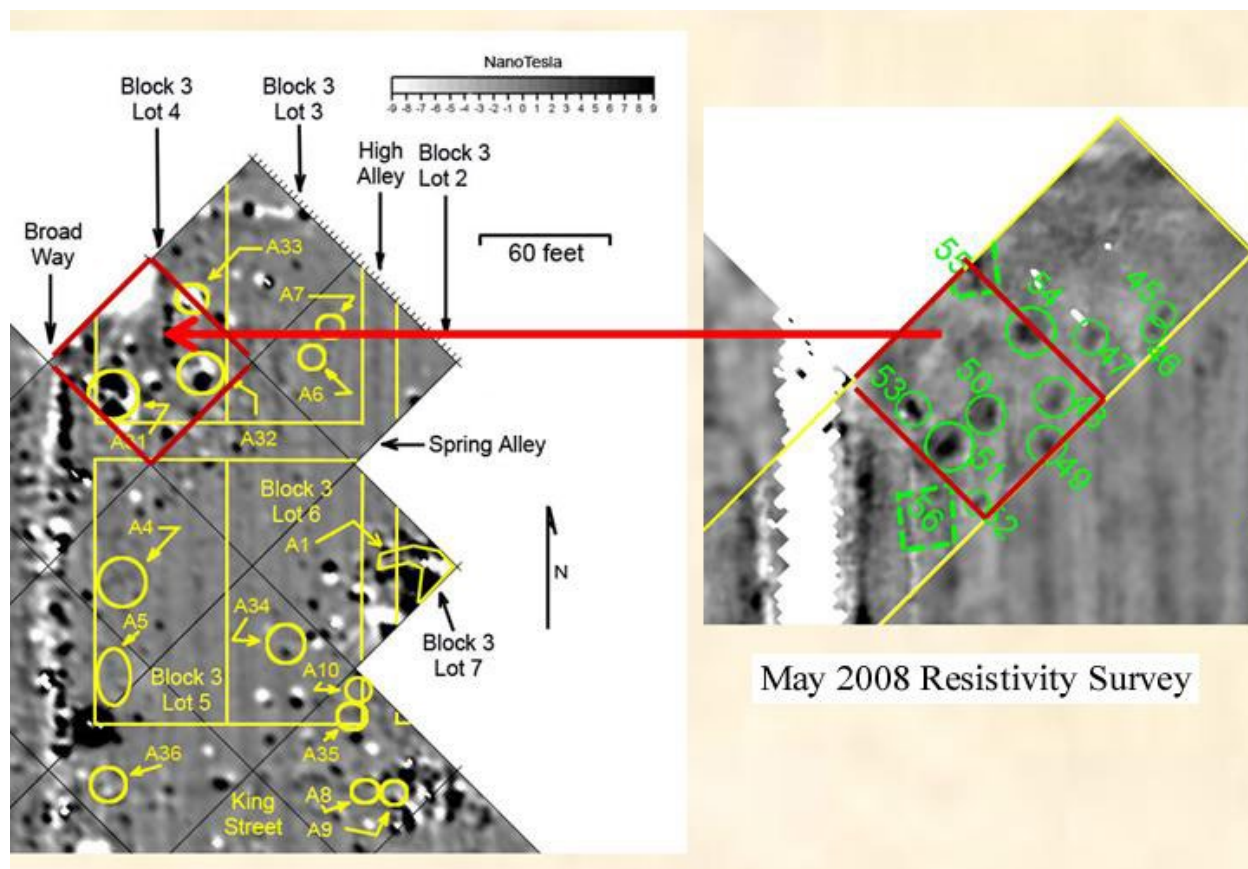 NanoTesla
-9 -8 -7 -6 -5 -4 -3 -2 -1 0 1 2 3 4 5 6 7 8 9
Block 3
Lot 4
Block 3
Lot 3
High
Alley
Block 3
Lot 2
Broad
Way
60 feet
A33
A7
A6
A32
Spring Alley
Block 3
Lot 6
A1
A4
A34
A5
Block 3
Lot 5
A10
Block 3
Lot 7
N
A35
A36
A8
King
Street
A9
55
54
45
46
47
50
53
49
51
56
May 2008 Resistivity Survey